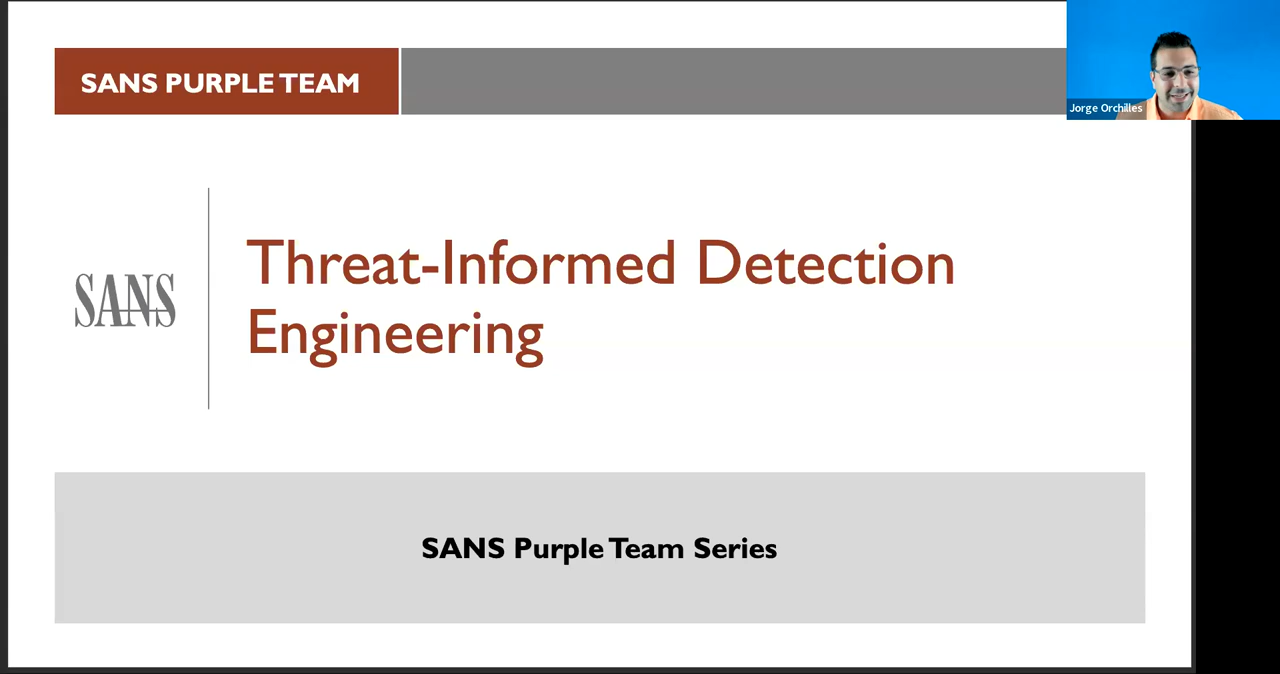 SANS PURPLE TEAM
Jorge Orchilles
SANS
Threat-Informed Detection
Engineering
SANS Purple Team Series